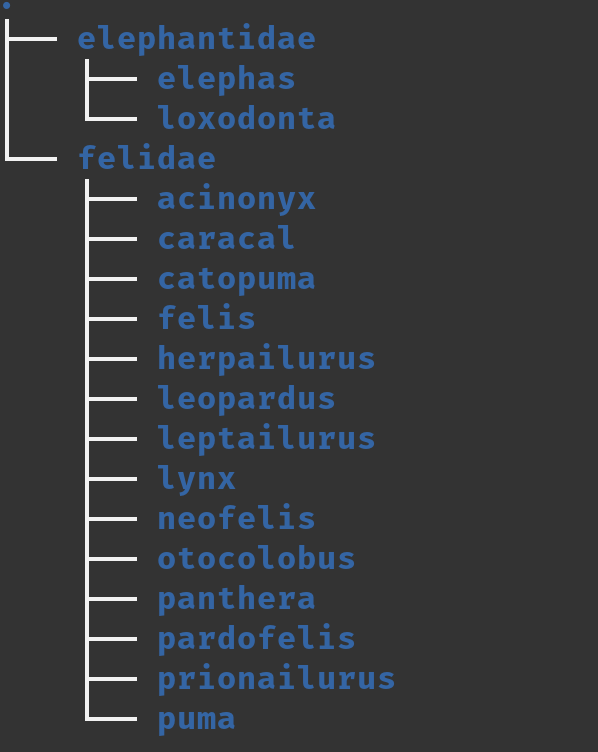 .
├── elephantidae
│   ├── elephas
│   └── loxodonta
└── felidae
    ├── acinonyx
    ├── caracal
    ├── catopuma
    ├── felis
    ├── herpailurus
    ├── leopardus
    ├── leptailurus
    ├── lynx
    ├── neofelis
    ├── otocolobus
    ├── panthera
    ├── pardofelis
    ├── prionailurus
    └── puma